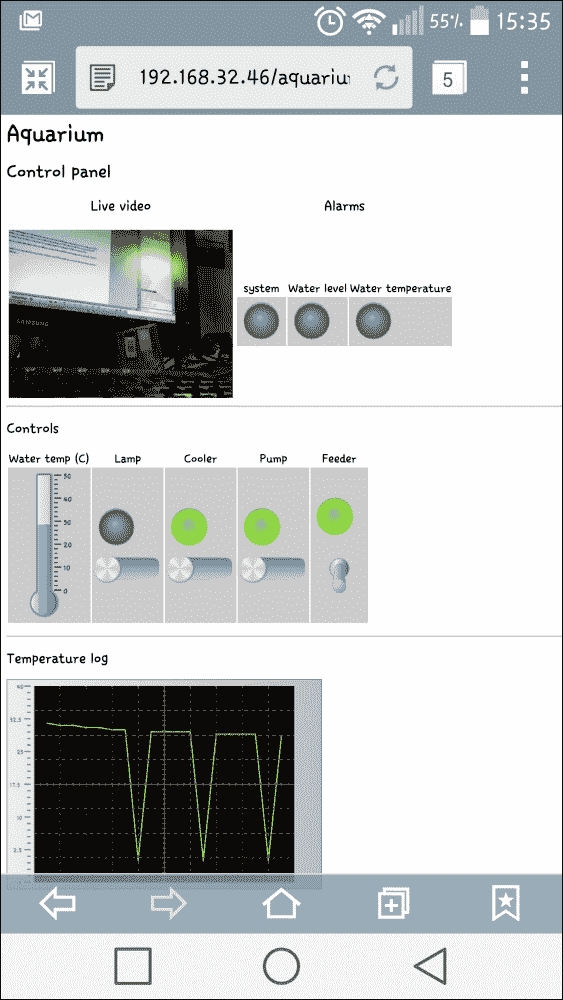 55% 15:35
192.168.32.46/aquariu
5
Aquarium
Control panel
Live video Alarms
system Water level Water temperature
SAMSUNG
Controls
Water temp (C) Lamp Cooler Pump Feeder
50
40
30
20
10
0
Temperature log
40
32.5
25
17.5
10
2.5